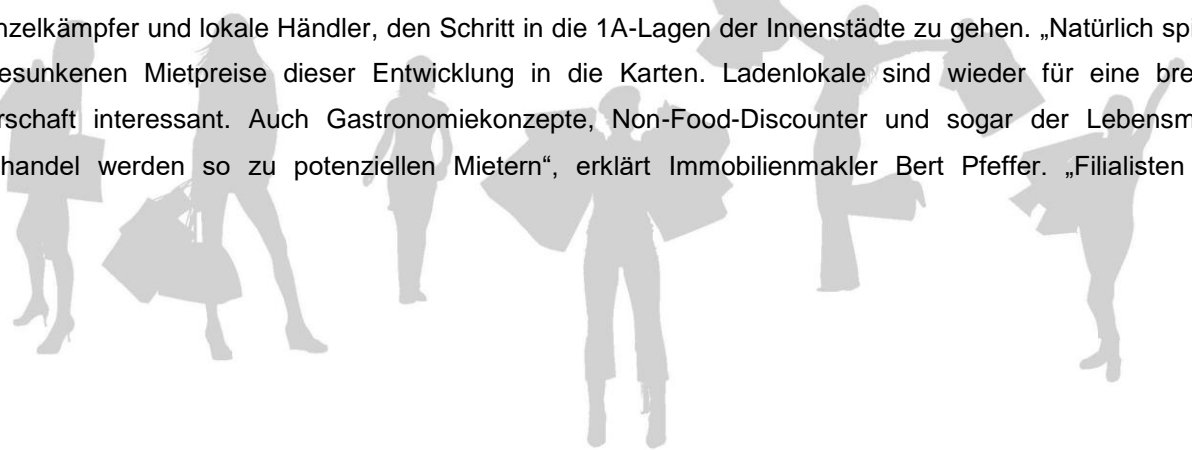 nzelkämpfer und lokale Händler, den Schritt in die 1A-Lagen der Innenstädte zu gehen. „Natürlich spi
esunkenen Mietpreise dieser Entwicklung in die Karten. Ladenlokale sind wieder für eine bre
rschaft interessant. Auch Gastronomiekonzepte, Non-Food-Discounter und sogar der Lebensm
handel werden so zu potenziellen Mietern“, erklärt Immobilienmakler Bert Pfeffer. „Filialisten